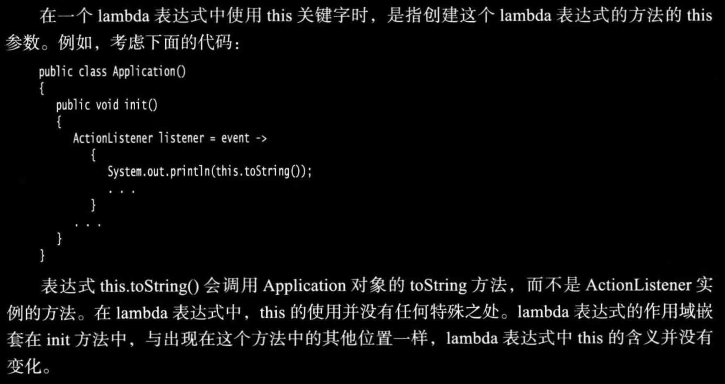 在一个 lambda 表达式中使用 this 关键字时，是指创建这个 lambda 表达式的方法的 this
参数。例如，考虑下面的代码：
public class Application()
{
public void init()
{
ActionListener listener = event ->
{
System.out.println(this.toString());
. . .
}
. . .
}
}
表达式 this.toString() 会调用 Application 对象的 toString 方法，而不是 ActionListener 实
例的方法。在 lambda 表达式中，this 的使用并没有任何特殊之处。lambda 表达式的作用域嵌
套在 init 方法中，与出现在这个方法中的其他位置一样，lambda 表达式中 this 的含义并没有
变化。